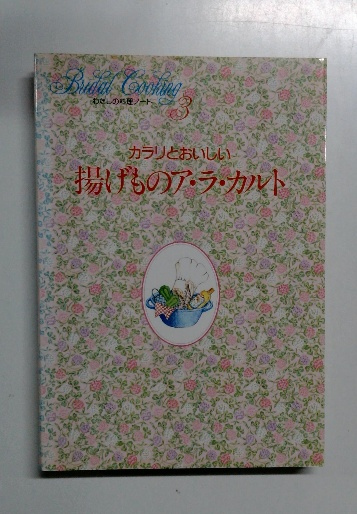 Bridal Cooking
わたしの料理ノート
3
カラリとおいしい
揚げものア・ラ・カルト